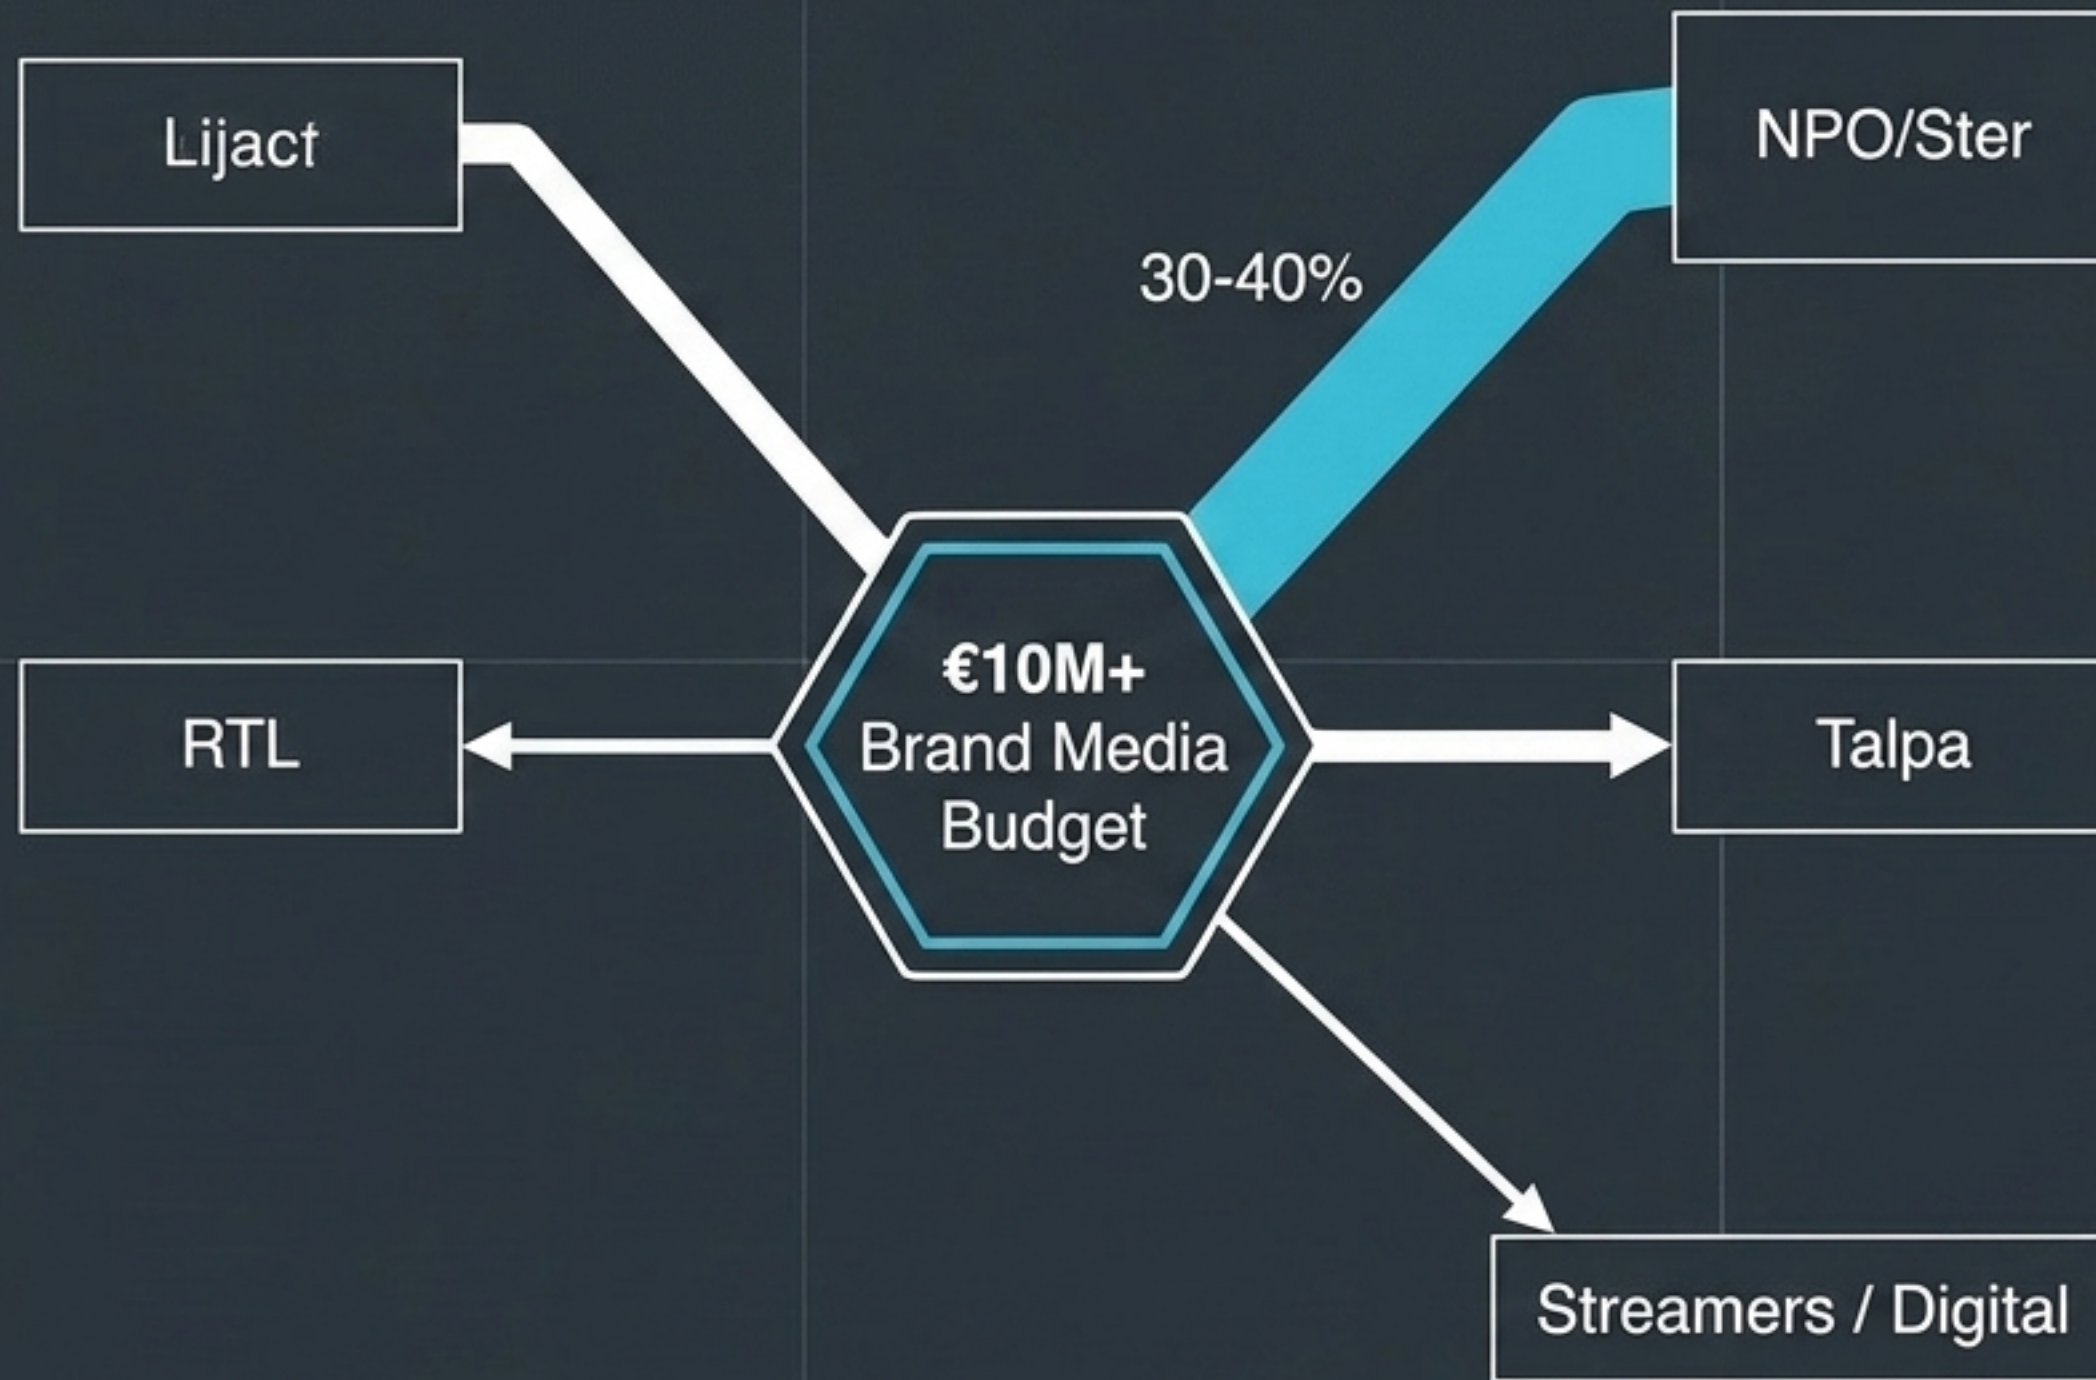 Lijact
NPO/Ster
30-40%
RTL
€10M+
Brand Media
Budget
Talpa
Streamers / Digital